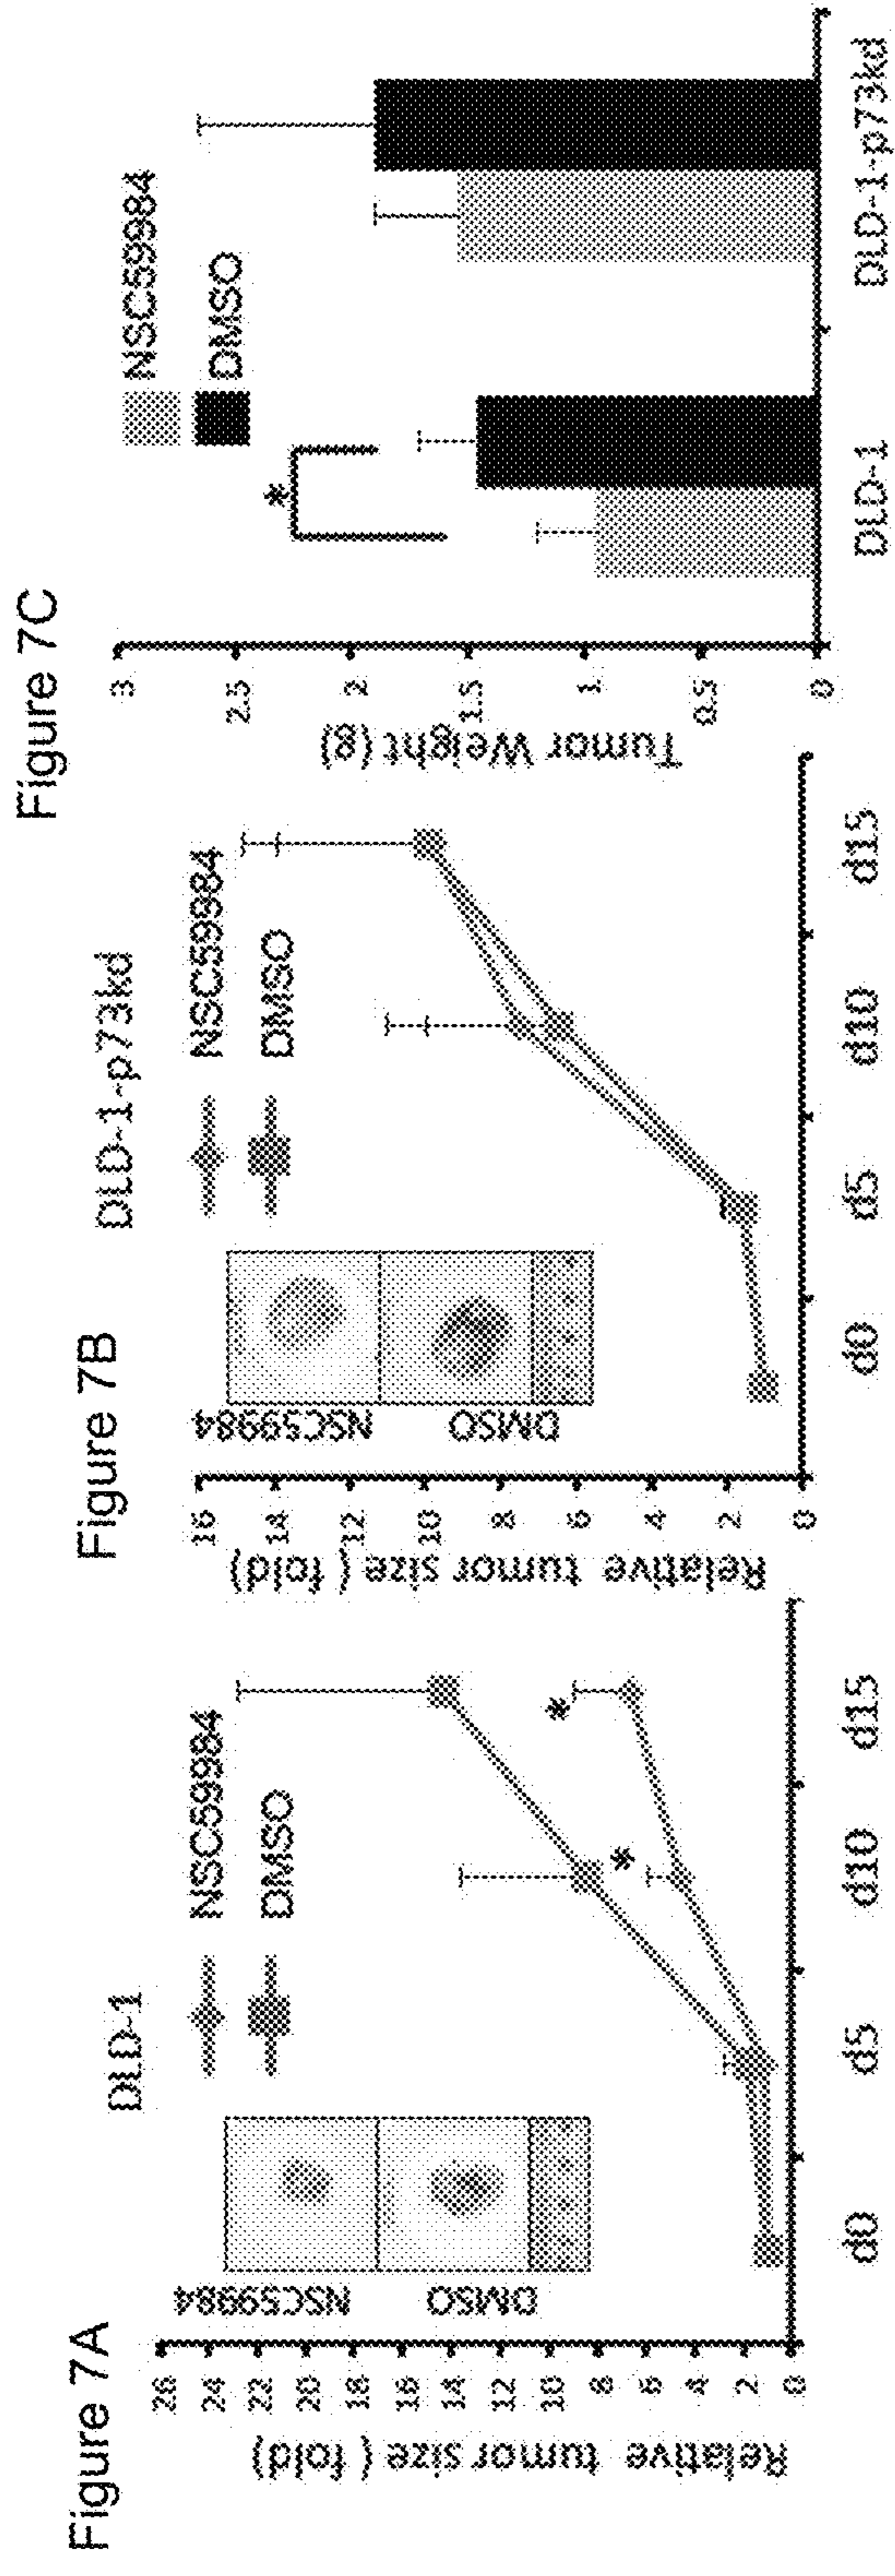 Figure 7A
DLD-1
NSC59984
DMSO
NSC59984
DMSO
Relative tumor size ( fold)
26
24
22
20
18
16
14
12
10
8
6
4
2
0
*
*
d0 d5 d10 d15
Figure 7B
DLD-1-p73kd
NSC59984
DMSO
NSC59984
DMSO
Relative tumor size ( fold)
16
14
12
10
8
6
4
2
0
d0 d5 d10 d15
Figure 7C
NSC59984
DMSO
*
Tumor Weight (g)
3
2.5
2
1.5
1
0.5
0
DLD-1 DLD-1-p73kd